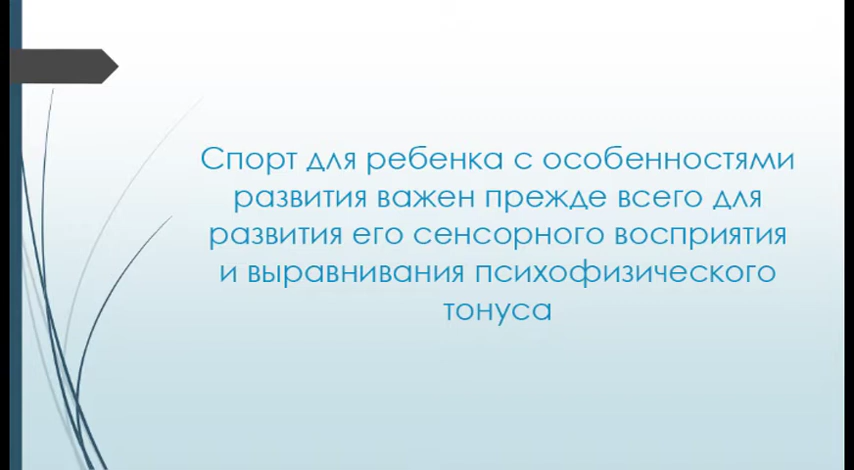 Спорт для ребенка с особенностями
развития важен прежде всего для
развития его сенсорного восприятия
и выравнивания психофизического
тонуса